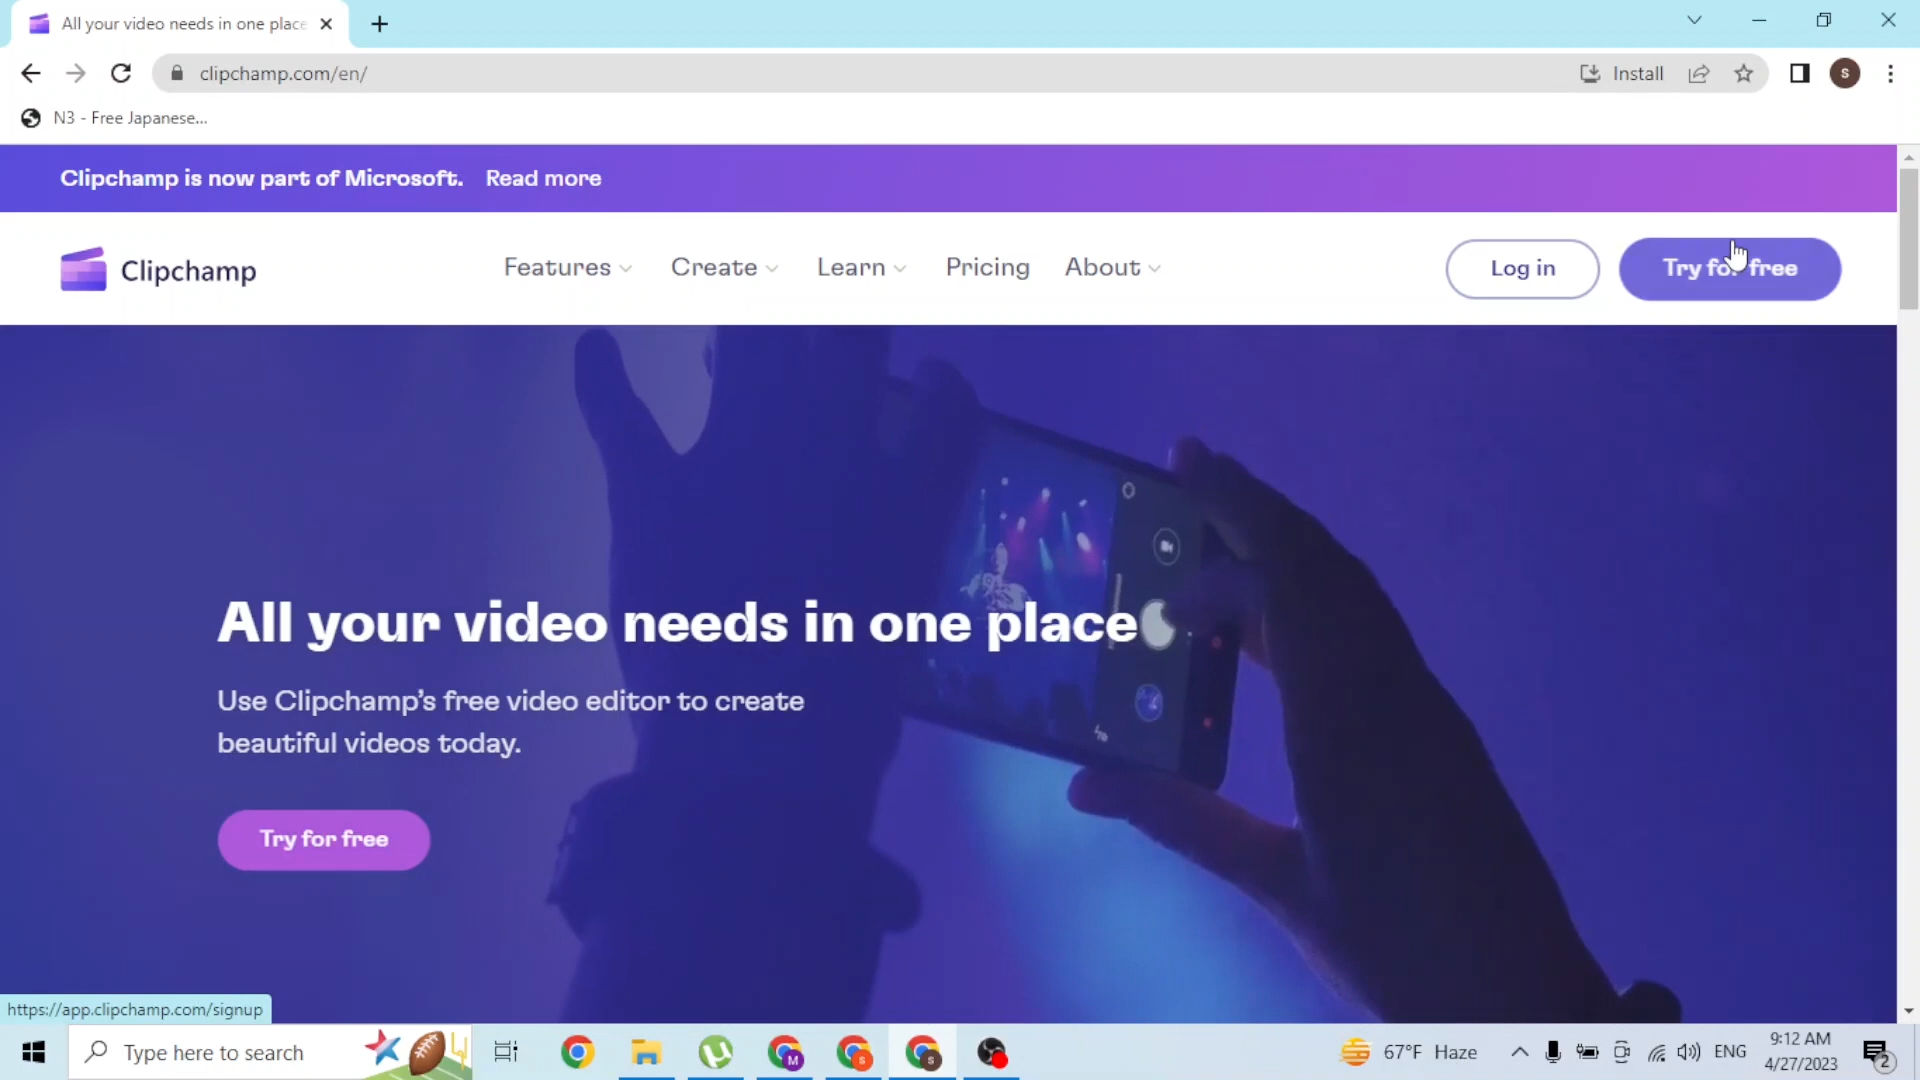 All your video needs in one place
clipchamp.com/en/
Install
S
N3 - Free Japanese...
Clipchamp is now part of Microsoft. Read more
Clipchamp
Features
Create
Learn
Pricing
About
Log in
Try for free
All your video needs in one place
Use Clipchamp's free video editor to create
beautiful videos today.
Try for free
https://app.clipchamp.com/signup
Type here to search
M
S
S
67°F Haze
ENG
9:12 AM
4/27/2023
2